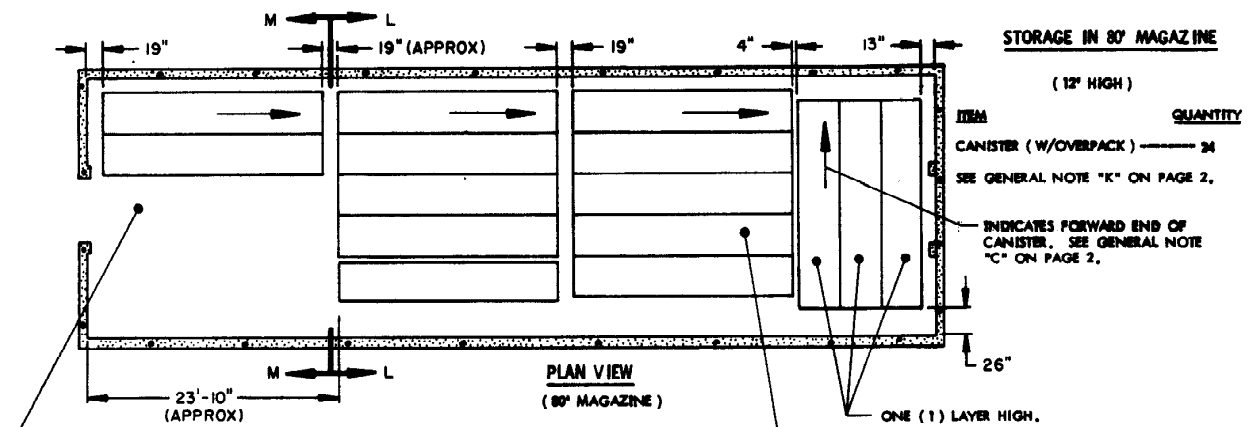 M L
19"
19" (APPROX)
19"
4"
13"
STORAGE IN 80' MAGAZINE
(12' HIGH)
ITEM QUANTITY
CANISTER (W/OVERPACK) 24
SEE GENERAL NOTE "K" ON PAGE 2.
INDICATES FORWARD END OF
CANISTER. SEE GENERAL NOTE
"C" ON PAGE 2.
M L
23'-10"
(APPROX)
PLAN VIEW
(80' MAGAZINE)
26"
ONE (1) LAYER HIGH.